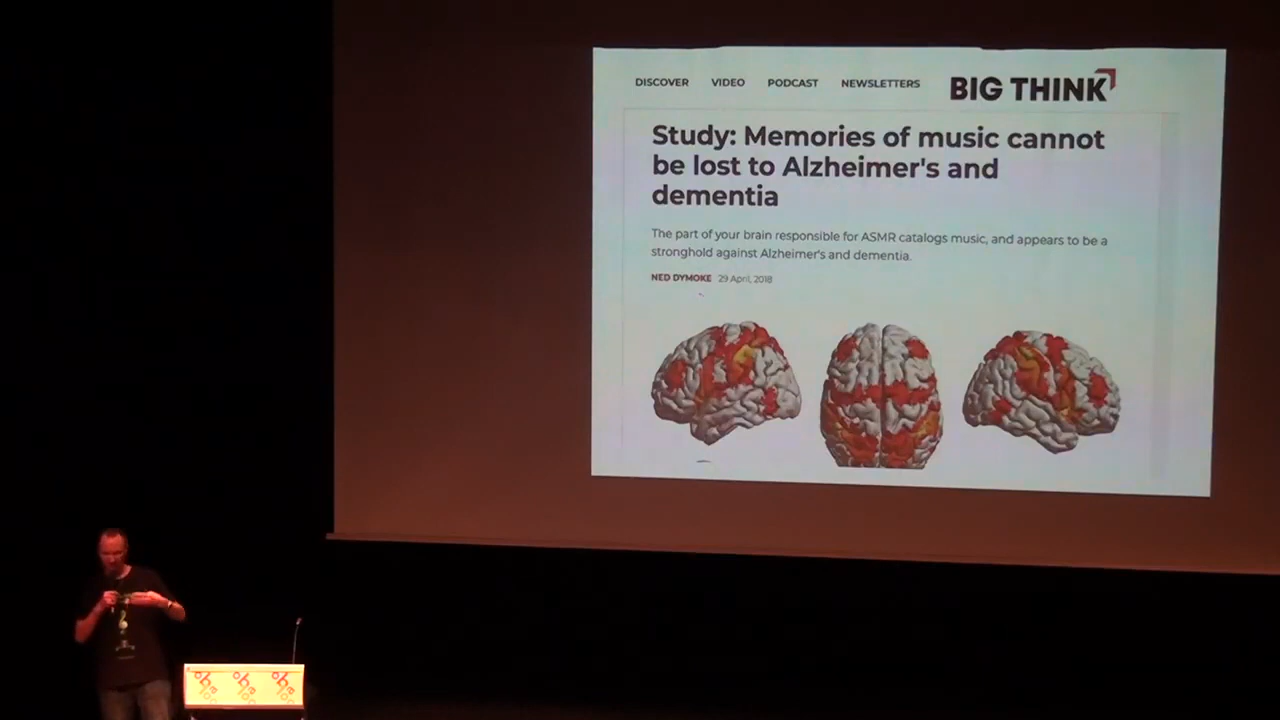 DISCOVER VIDEO PODCAST NEWSLETTERS BIG THINK
Study: Memories of music cannot
be lost to Alzheimer's and
dementia
The part of your brain responsible for ASMR catalogs music, and appears to be a
stronghold against Alzheimer's and dementia.
NED DYMOKE 29 April, 2018